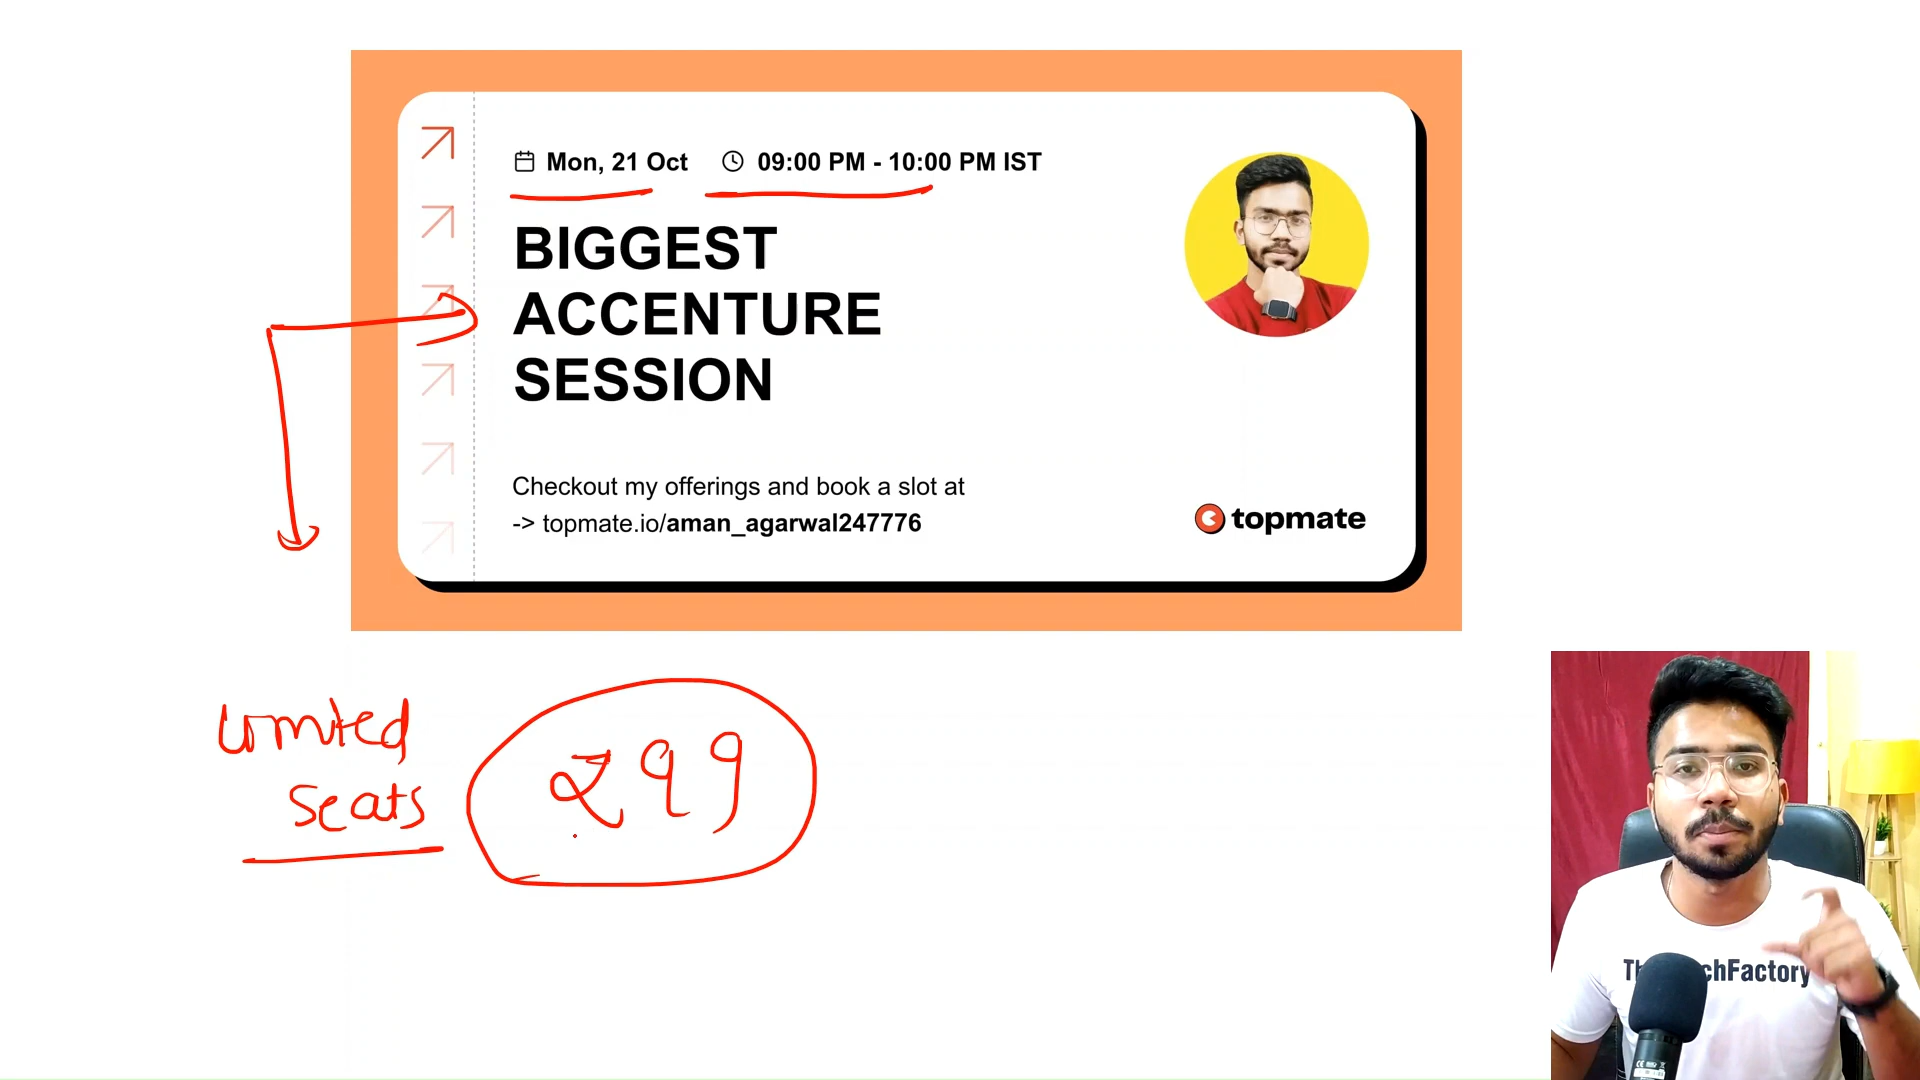 Mon, 21 Oct 09:00 PM - 10:00 PM IST
BIGGEST
ACCENTURE
SESSION
Checkout my offerings and book a slot at
-> topmate.io/aman_agarwal247776
topmate
Limited
Seats
₹99
chFactory